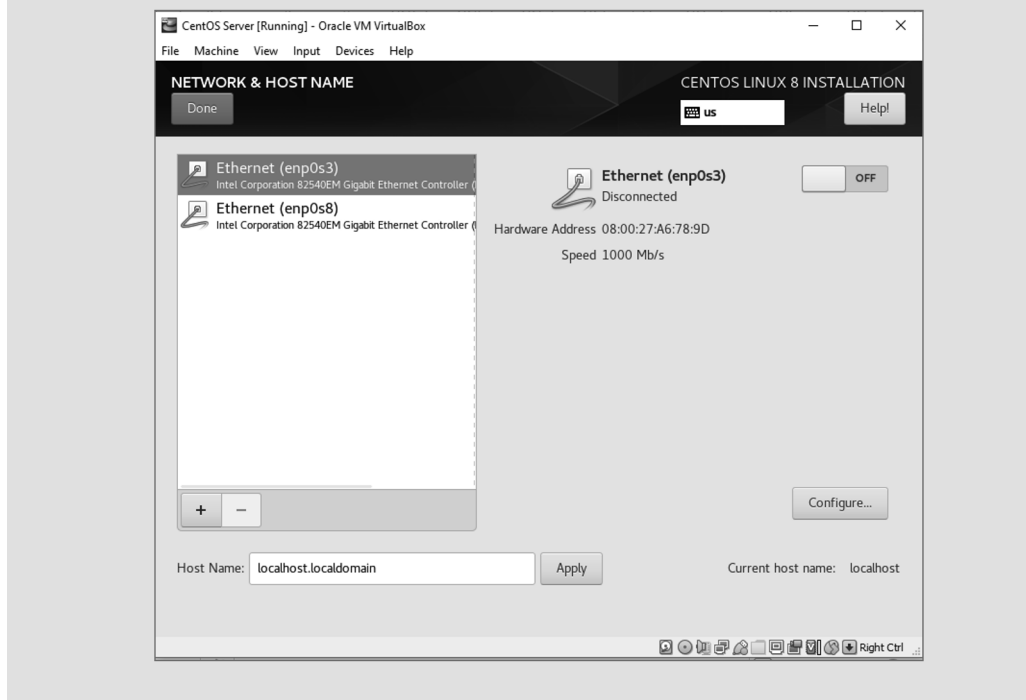 CentOS Server [Running] - Oracle VM VirtualBox
File Machine View Input Devices Help
NETWORK & HOST NAME
CENTOS LINUX 8 INSTALLATION
Done
us
Help!
Ethernet (enp0s3)
Intel Corporation 82540EM Gigabit Ethernet Controller (
Ethernet (enp0s8)
Intel Corporation 82540EM Gigabit Ethernet Controller (
Ethernet (enp0s3)
Disconnected
OFF
Hardware Address 08:00:27:A6:78:9D
Speed 1000 Mb/s
+ −
Configure...
Host Name: localhost.localdomain Apply Current host name: localhost
Right Ctrl